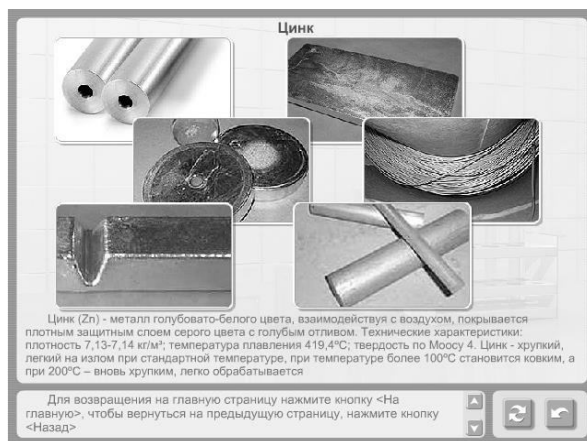 Цинк
Цинк (Zn) - металл голубовато-белого цвета, взаимодействуя с воздухом, покрывается
плотным защитным слоем серого цвета с голубым отливом. Технические характеристики:
плотность 7,13-7,14 кг/м³; температура плавления 419,4ºС; твердость по Моосу 4. Цинк - хрупкий,
легкий на излом при стандартной температуре, при температуре более 100ºС становится ковким, а
при 200ºС – вновь хрупким, легко обрабатывается
Для возвращения на главную страницу нажмите кнопку <На
главную>, чтобы вернуться на предыдущую страницу, нажмите кнопку
<Назад>